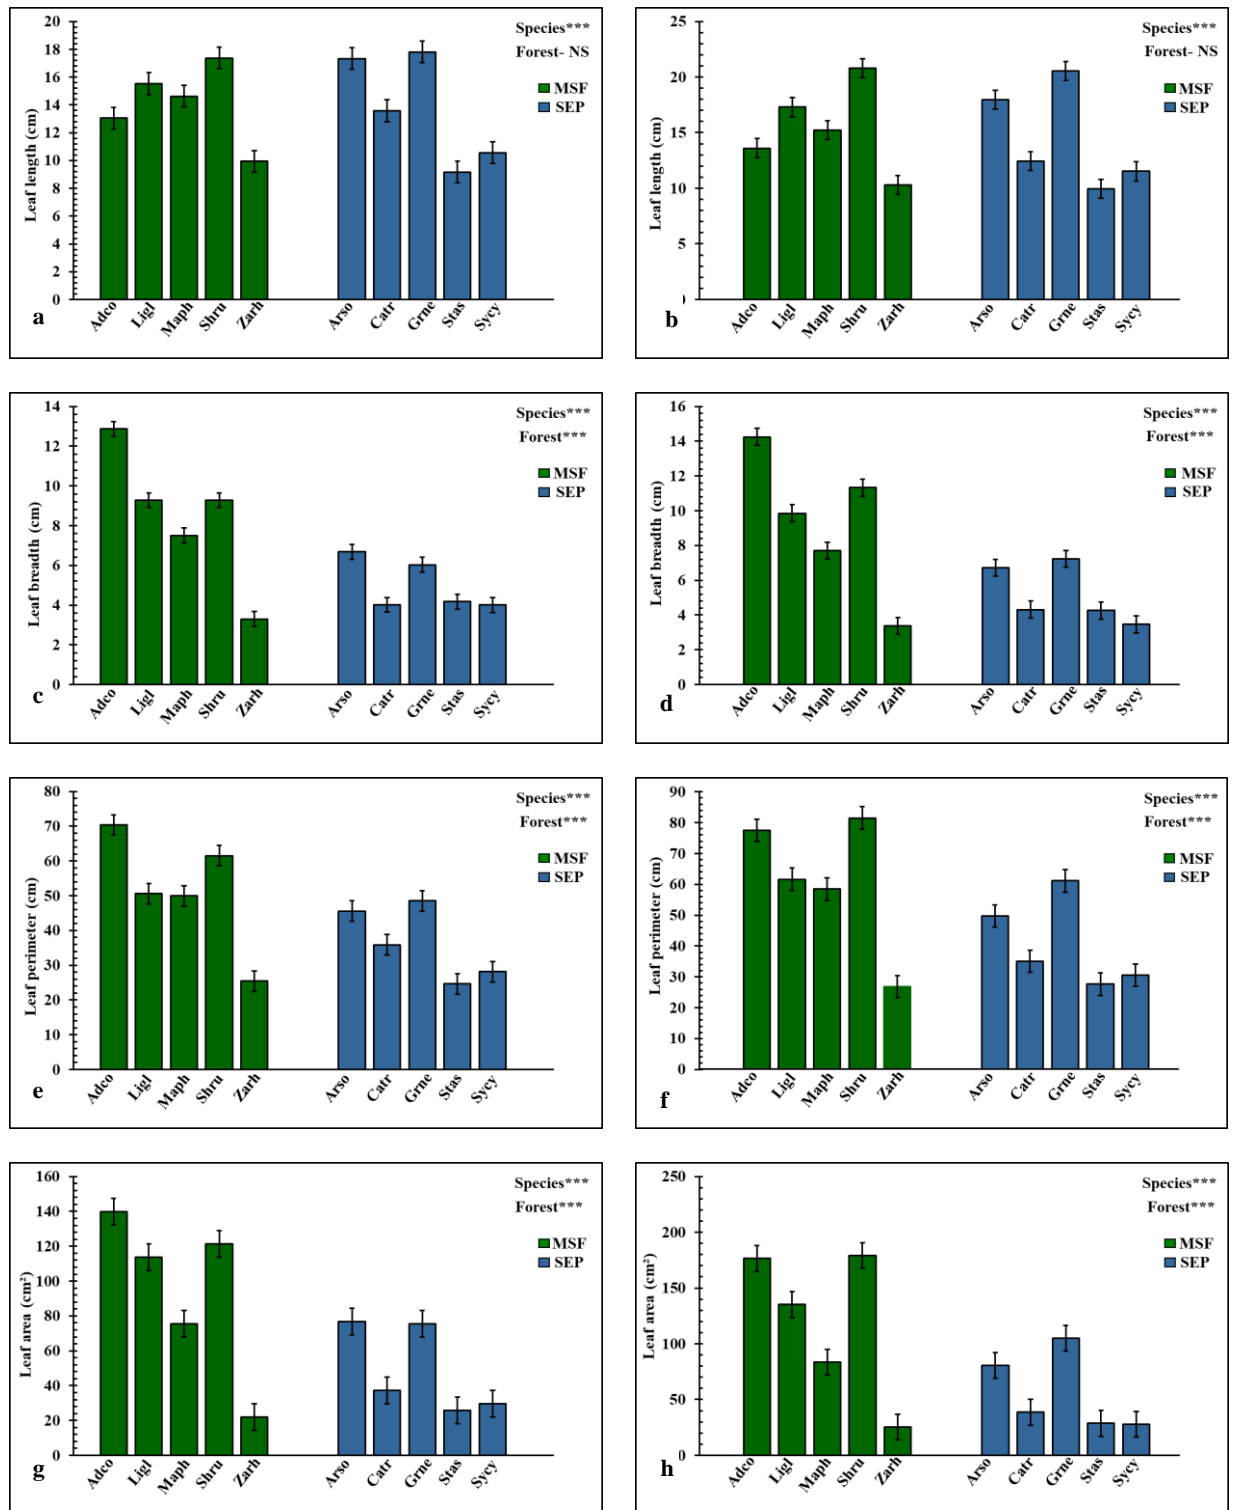 20
18
16
14
12
10
8
6
4
2
0
Leaf length (cm)
Species***
Forest- NS
MSF
SEP
Adco Ligl Maph Shru Zarh Arso Catr Grne Stas Sycy
a
25
20
15
10
5
Leaf length (cm)
Species***
Forest- NS
MSF
SEP
Adco Ligl Maph Shru Zarh Arso Catr Grne Stas Sycy
b
14
12
10
8
6
4
2
0
Leaf breadth (cm)
Species***
Forest***
MSF
SEP
Adco Ligl Maph Shru Zarh Arso Catr Grne Stas Sycy
c
16
14
12
10
8
6
4
2
0
Leaf breadth (cm)
Species***
Forest***
MSF
SEP
Adco Ligl Maph Shru Zarh Arso Catr Grne Stas Sycy
d
80
70
60
50
40
30
20
10
0
Leaf perimeter (cm)
Species***
Forest***
MSF
SEP
Adco Ligl Maph Shru Zarh Arso Catr Grne Stas Sycy
e
90
80
70
60
50
40
30
20
10
0
Leaf perimeter (cm)
Species***
Forest***
MSF
SEP
Adco Ligl Maph Shru Zarh Arso Catr Grne Stas Sycy
f
160
140
120
100
80
60
40
20
0
Leaf area (cm²)
Species***
Forest***
MSF
SEP
Adco Ligl Maph Shru Zarh Arso Catr Grne Stas Sycy
g
250
200
150
100
50
0
Leaf area (cm²)
Species***
Forest***
MSF
SEP
Adco Ligl Maph Shru Zarh Arso Catr Grne Stas Sycy
h